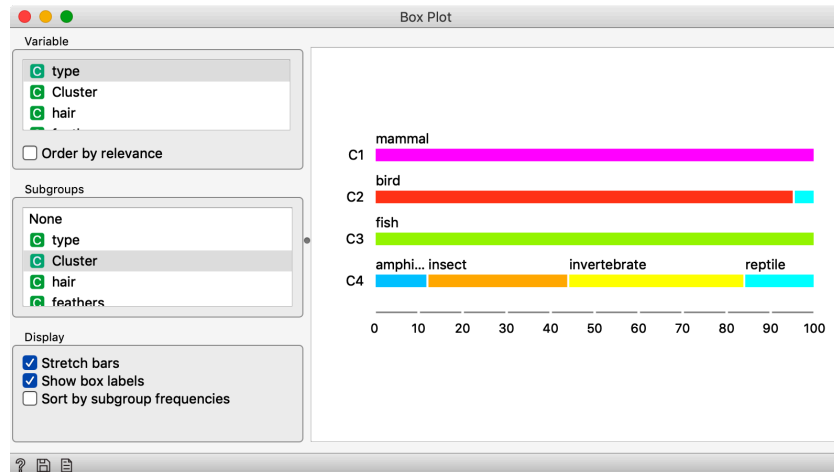 Box Plot
Variable
C type
C Cluster
C hair
Order by relevance
Subgroups
None
C type
C Cluster
C hair
C feathers
Display
Stretch bars
Show box labels
Sort by subgroup frequencies
?
mammal
C1
bird
C2
fish
C3
amphi... insect invertebrate reptile
C4
0 10 20 30 40 50 60 70 80 90 100